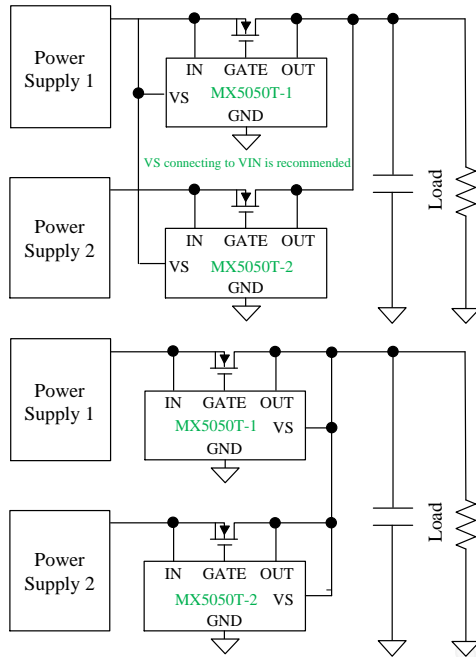 Power
Supply 1
IN GATE OUT
VS
MX5050T-1
GND
VS connecting to VIN is recommended
Power
Supply 2
IN GATE OUT
VS
MX5050T-2
GND
Load
Power
Supply 1
IN GATE OUT
MX5050T-1
VS
GND
Power
Supply 2
IN GATE OUT
MX5050T-2
VS
GND
Load